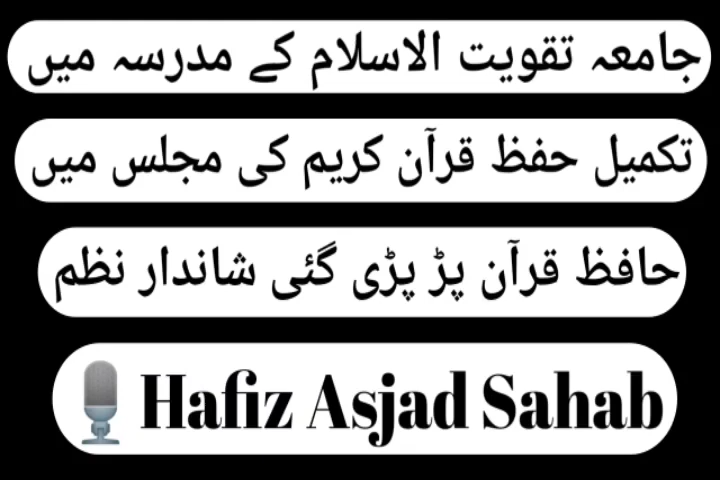 جامعہ تقویت الاسلام کے مدرسہ میں
تکمیل حفظ قرآن کریم کی مجلس میں
حافظ قرآن پڑ پڑی گئی شاندار نظم
Hafiz Asjad Sahab